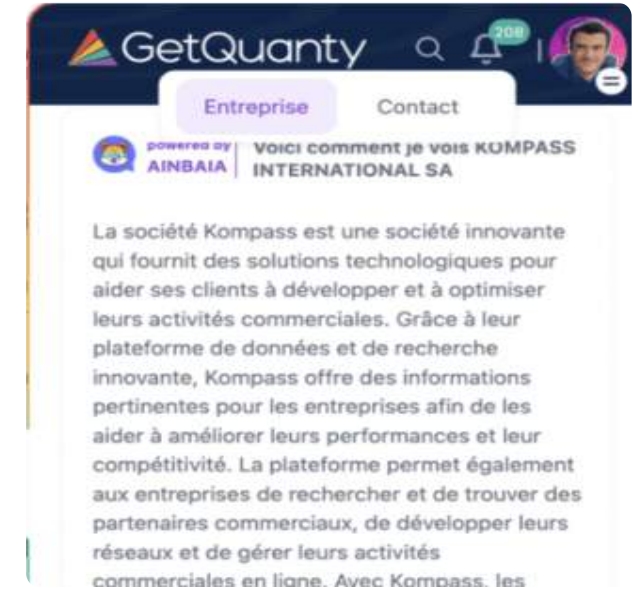 GetQuanty
208
Entreprise Contact
powered by
AINBAIA
Voici comment je vois KOMPASS
INTERNATIONAL SA
La société Kompass est une société innovante
qui fournit des solutions technologiques pour
aider ses clients à développer et à optimiser
leurs activités commerciales. Grâce à leur
plateforme de données et de recherche
innovante, Kompass offre des informations
pertinentes pour les entreprises afin de les
aider à améliorer leurs performances et leur
compétitivité. La plateforme permet également
aux entreprises de rechercher et de trouver des
partenaires commerciaux, de développer leurs
réseaux et de gérer leurs activités
commerciales en ligne. Avec Kompass, les